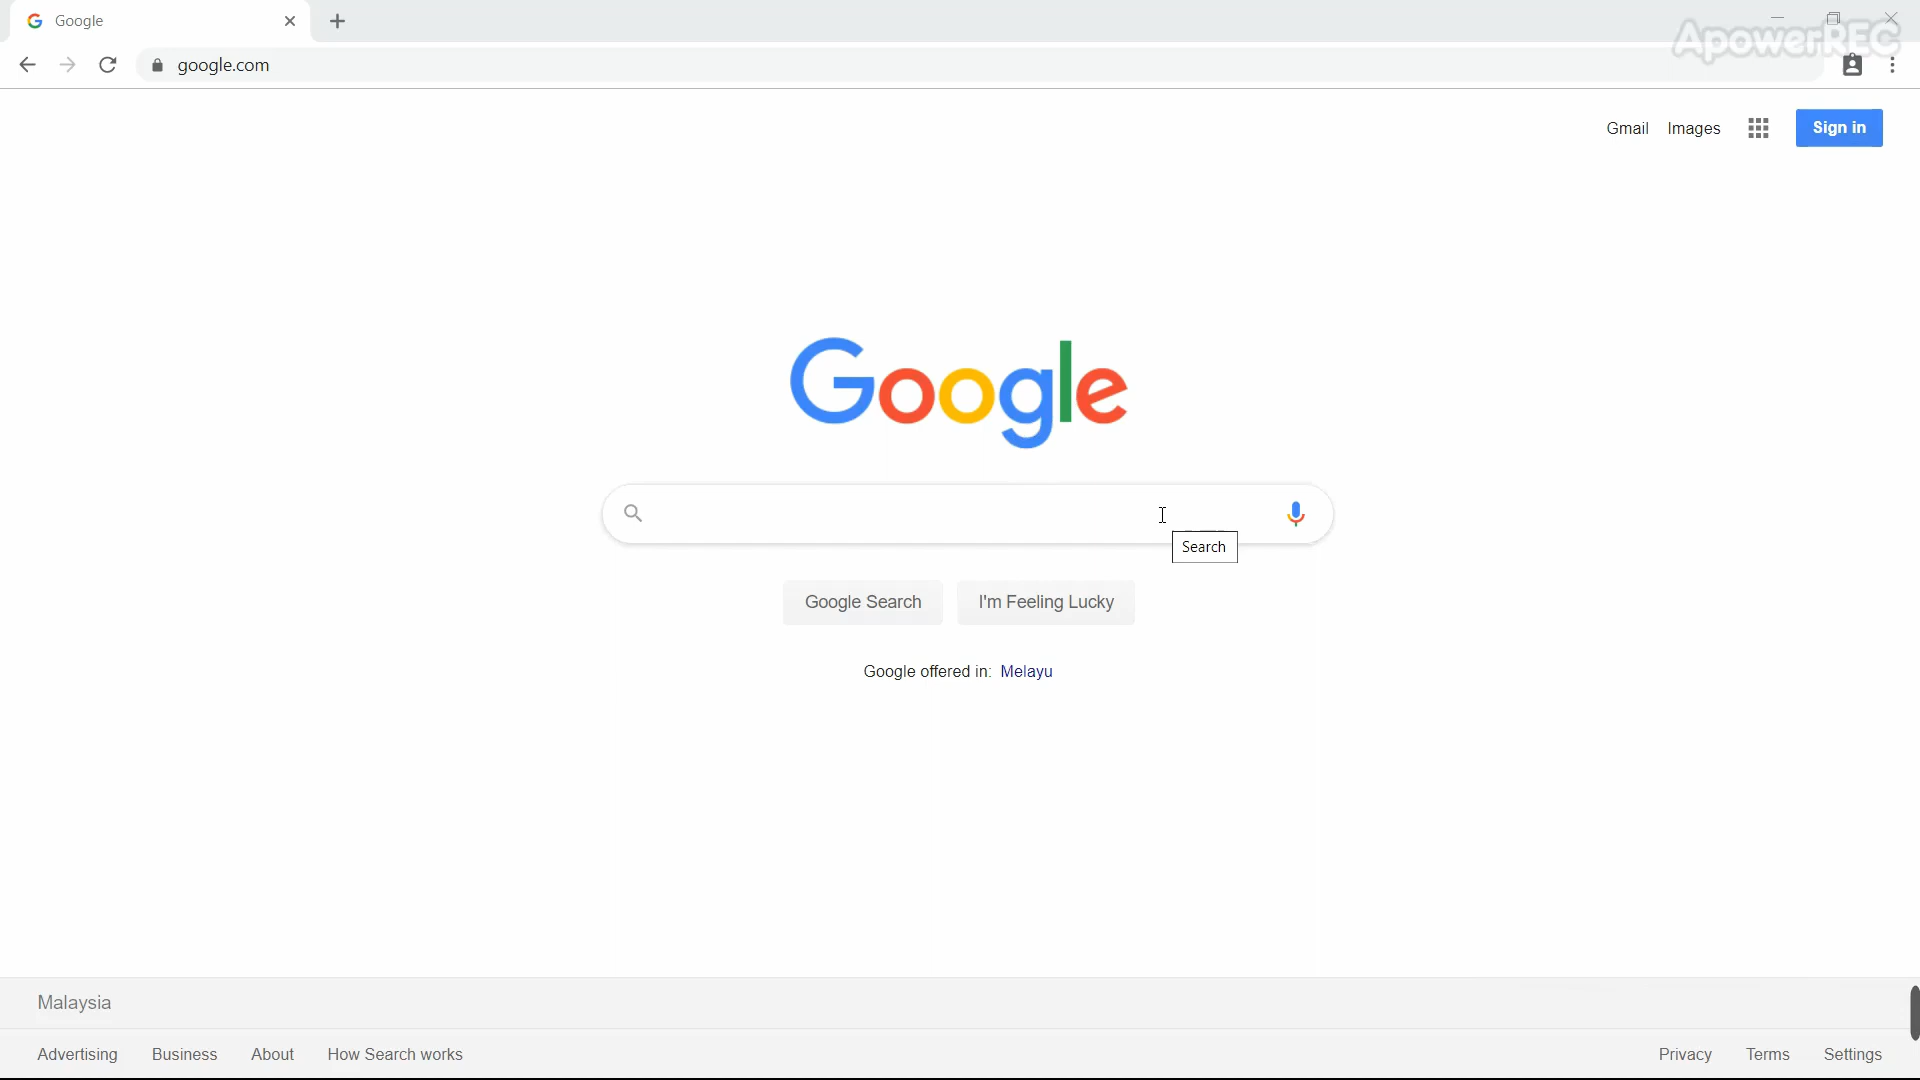 Google
ApowerREC
google.com
Gmail Images Sign in
Google
Search
Google Search I'm Feeling Lucky
Google offered in: Melayu
Malaysia
Advertising Business About How Search works Privacy Terms Settings